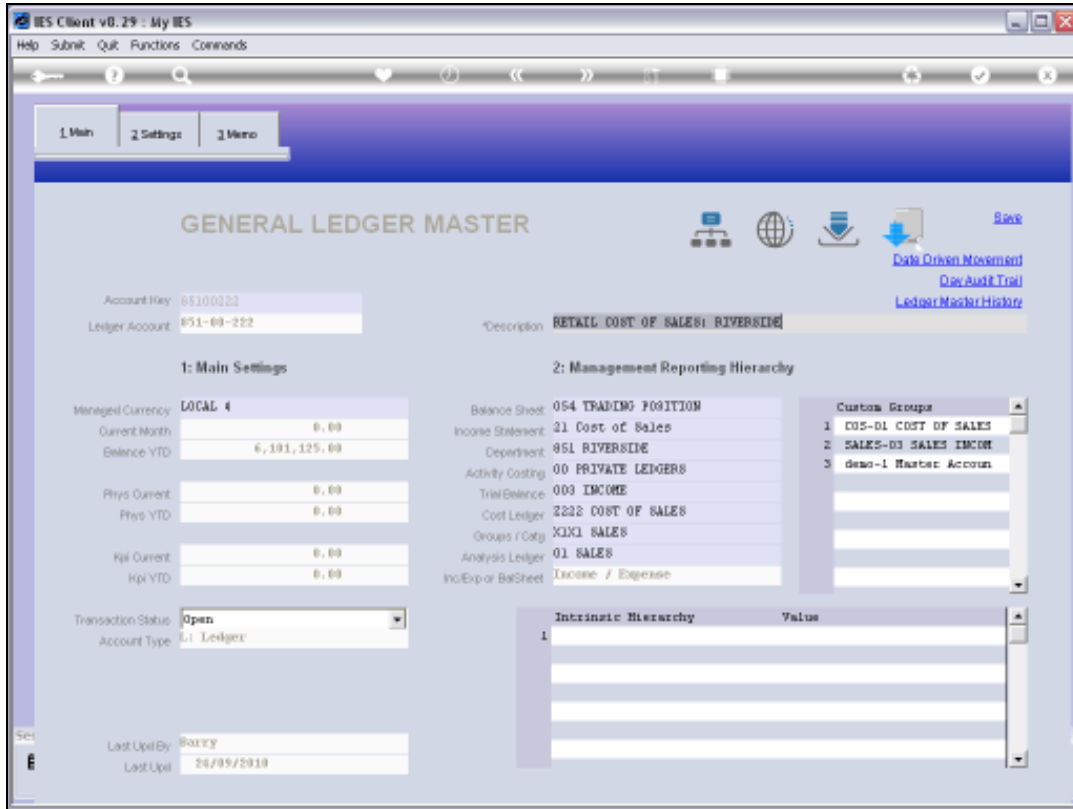 IES Client v8.29 : My IES
Help Submit Quit Functions Commands
1 Main 2 Settings 3 Memo
GENERAL LEDGER MASTER
Save
Date Driven Movement
Day Audit Trail
Ledger Master History
Account Key 85100222
Ledger Account 851-00-222
*Description RETAIL COST OF SALES: RIVERSIDE
1: Main Settings
2: Management Reporting Hierarchy
Managed Currency LOCAL
Current Month 0.00
Balance YTD 6,101,125.00
Phys Current 0.00
Phys YTD 0.00
Kpi Current 0.00
Kpi YTD 0.00
Transaction Status Open
Account Type L: Ledger
Last Upd By Barry
Last Upd 26/09/2010
Balance Sheet 054 TRADING POSITION
Income Statement 21 Cost of Sales
Department 851 RIVERSIDE
Activity Costing 00 PRIVATE LEDGERS
Trial Balance 003 INCOME
Cost Ledger 2222 COST OF SALES
Groups / Catg X1X1 SALES
Analysis Ledger 01 SALES
Inc/Exp or BalSheet Income / Expense
Custom Groups
1 COS-01 COST OF SALES
2 SALES-03 SALES INCOM
3 demo-1 Master Accoun
Intrinsic Hierarchy Value
1